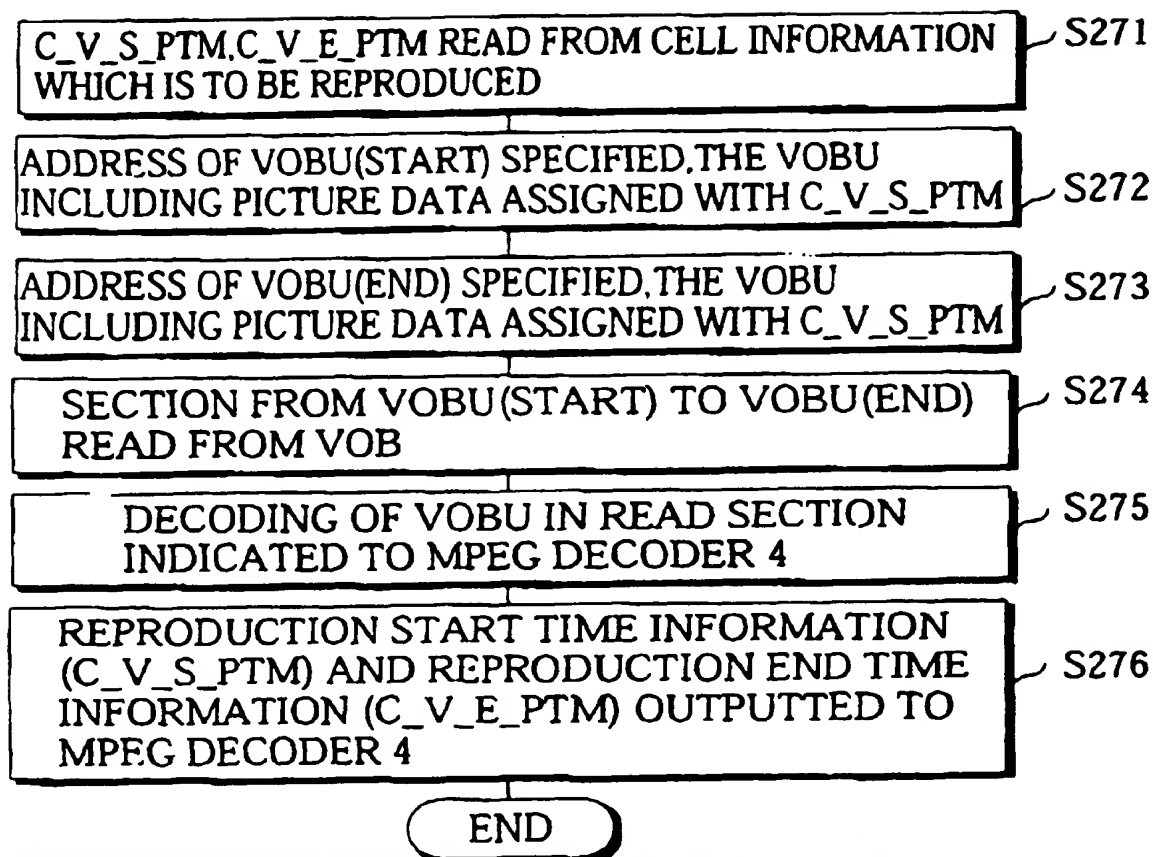 C_V_S_PTM,C_V_E_PTM READ FROM CELL INFORMATION
WHICH IS TO BE REPRODUCED
S271
ADDRESS OF VOBU(START) SPECIFIED,THE VOBU
INCLUDING PICTURE DATA ASSIGNED WITH C_V_S_PTM
S272
ADDRESS OF VOBU(END) SPECIFIED,THE VOBU
INCLUDING PICTURE DATA ASSIGNED WITH C_V_S_PTM
S273
SECTION FROM VOBU(START) TO VOBU(END)
READ FROM VOB
S274
DECODING OF VOBU IN READ SECTION
INDICATED TO MPEG DECODER 4
S275
REPRODUCTION START TIME INFORMATION
(C_V_S_PTM) AND REPRODUCTION END TIME
INFORMATION (C_V_E_PTM) OUTPUTTED TO
MPEG DECODER 4
S276
END